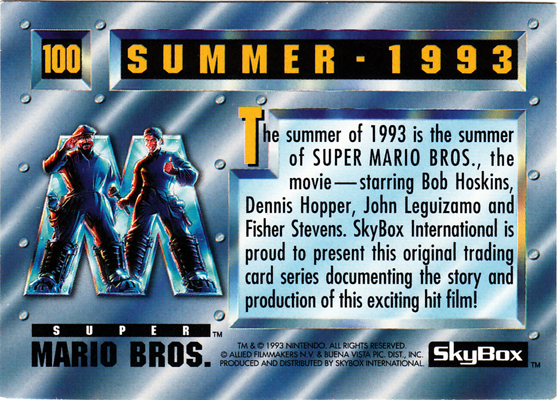 100
SUMMER - 1993
The summer of 1993 is the summer
of SUPER MARIO BROS., the
movie—starring Bob Hoskins,
Dennis Hopper, John Leguizamo and
Fisher Stevens. SkyBox International is
proud to present this original trading
card series documenting the story and
production of this exciting hit film!
SUPER
MARIO BROS.™
TM & © 1993 NINTENDO. ALL RIGHTS RESERVED.
© ALLIED FILMMAKERS N.V. & BUENA VISTA PIC. DIST., INC.
PRODUCED AND DISTRIBUTED BY SKYBOX INTERNATIONAL.
SkyBox™